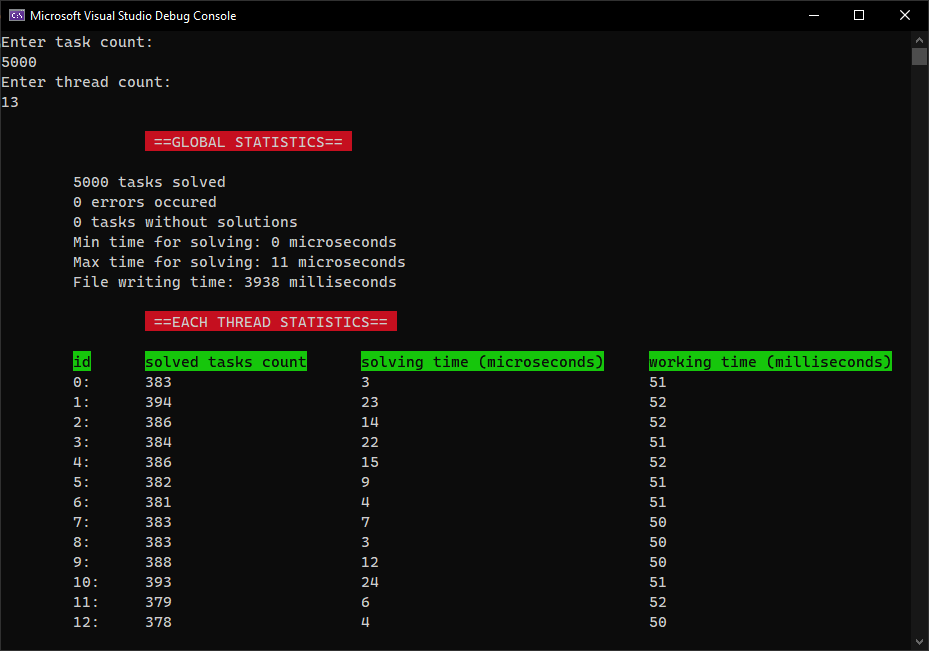 Microsoft Visual Studio Debug Console
Enter task count:
5000
Enter thread count:
13
==GLOBAL STATISTICS==
5000 tasks solved
0 errors occured
0 tasks without solutions
Min time for solving: 0 microseconds
Max time for solving: 11 microseconds
File writing time: 3938 milliseconds
==EACH THREAD STATISTICS==
id solved tasks count solving time (microseconds) working time (milliseconds)
0: 383 3 51
1: 394 23 52
2: 386 14 52
3: 384 22 51
4: 386 15 52
5: 382 9 51
6: 381 4 51
7: 383 7 50
8: 383 3 50
9: 388 12 50
10: 393 24 51
11: 379 6 52
12: 378 4 50